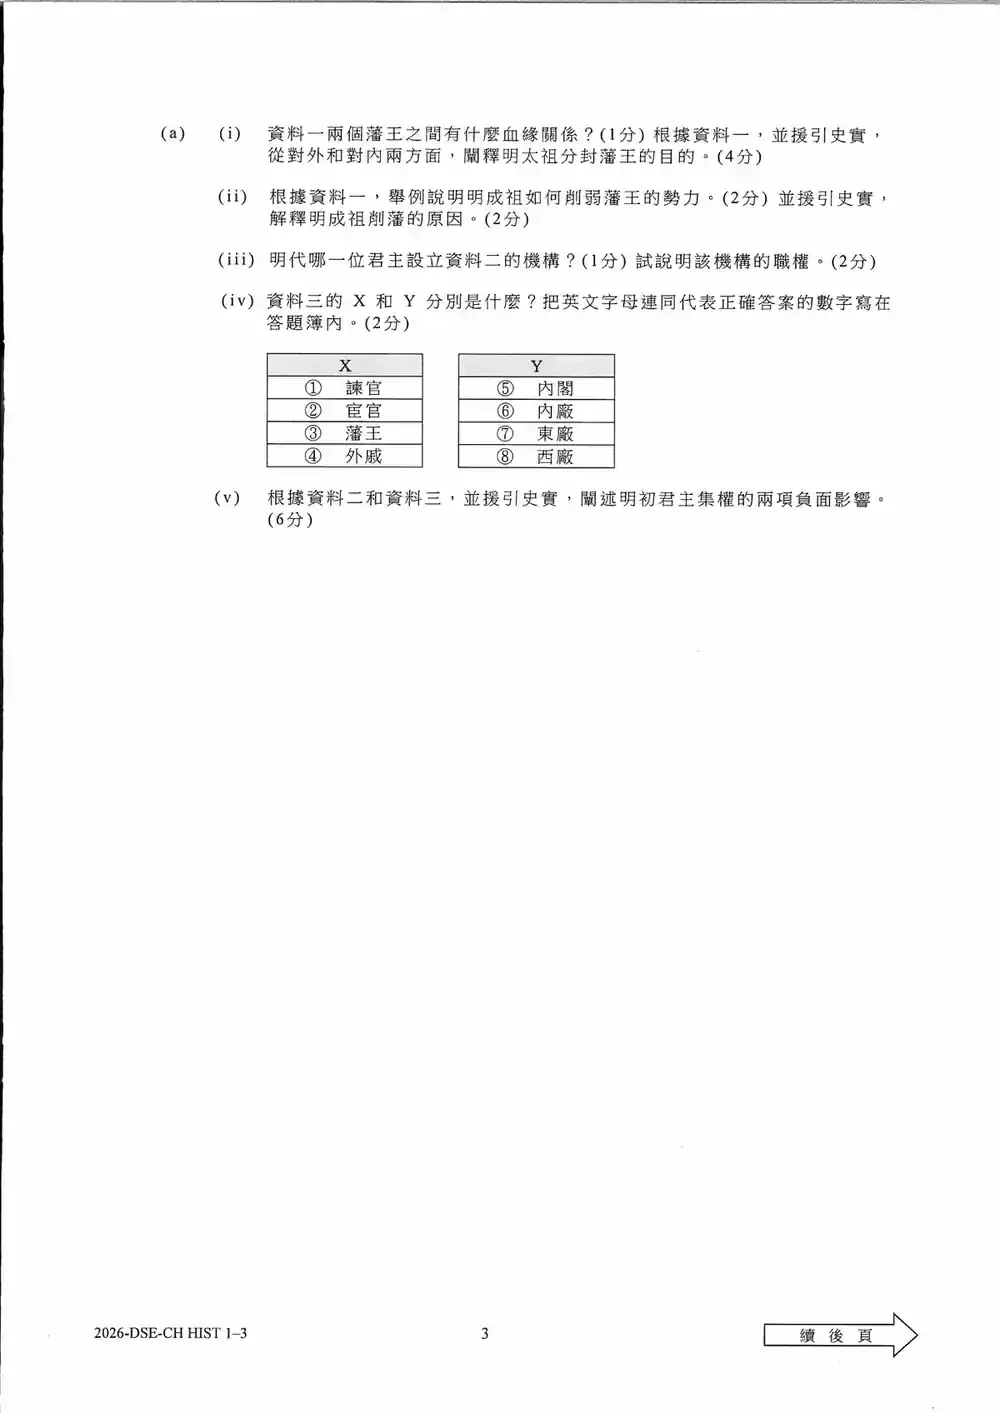 (a) (i) 資料一兩個藩王之間有什麼血緣關係？(1分) 根據資料一，並援引史實，
從對外和對內兩方面，闡釋明太祖分封藩王的目的。(4分)
(ii) 根據資料一，舉例說明明成祖如何削弱藩王的勢力。(2分) 並援引史實，
解釋明成祖削藩的原因。(2分)
(iii) 明代哪一位君主設立資料二的機構？(1分) 試說明該機構的職權。(2分)
(iv) 資料三的 X 和 Y 分別是什麼？把英文字母連同代表正確答案的數字寫在
答題簿內。(2分)
X Y
① 諫官 ⑤ 內閣
② 宦官 ⑥ 內廠
③ 藩王 ⑦ 東廠
④ 外戚 ⑧ 西廠
(v) 根據資料二和資料三，並援引史實，闡述明初君主集權的兩項負面影響。
(6分)
2026-DSE-CH HIST 1–3 3 續後頁